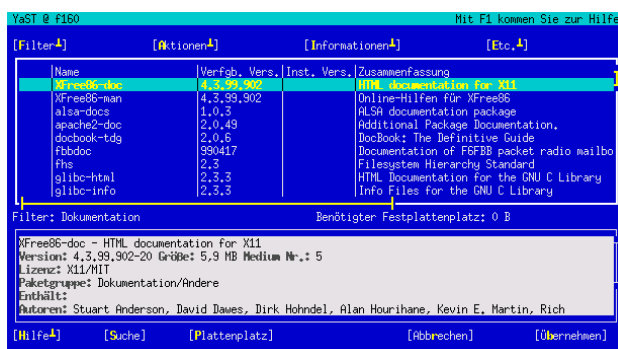 YaST @ f160 Mit F1 kommen Sie zur Hilfe
[Filter↓] [Aktionen↓] [Informationen↓] [Etc.↓]
Name Verfgb. Vers. Inst. Vers. Zusammenfassung
XFree86-doc 4.3.99.902 HTML documentation for X11
XFree86-man 4.3.99.902 Online-Hilfen für XFree86
alsa-docs 1.0.3 ALSA documentation package
apache2-doc 2.0.49 Additional Package Documentation.
docbook-tdg 2.0.6 DocBook: The Definitive Guide
fbbdoc 990417 Documentation of F6FBB packet radio mailbo
fhs 2.3 Filesystem Hierarchy Standard
glibc-html 2.3.3 HTML Documentation for the GNU C Library
glibc-info 2.3.3 Info Files for the GNU C Library
Filter: Dokumentation Benötigter Festplattenplatz: 0 B
XFree86-doc - HTML documentation for X11
Version: 4.3.99.902-20 Größe: 5,9 MB Medium Nr.: 5
Lizenz: X11/MIT
Paketgruppe: Dokumentation/Andere
Enthält:
Autoren: Stuart Anderson, David Dawes, Dirk Hohndel, Alan Hourihane, Kevin E. Martin, Rich
[Hilfe↓] [Suche] [Plattenplatz] [Abbrechen] [Übernehmen]